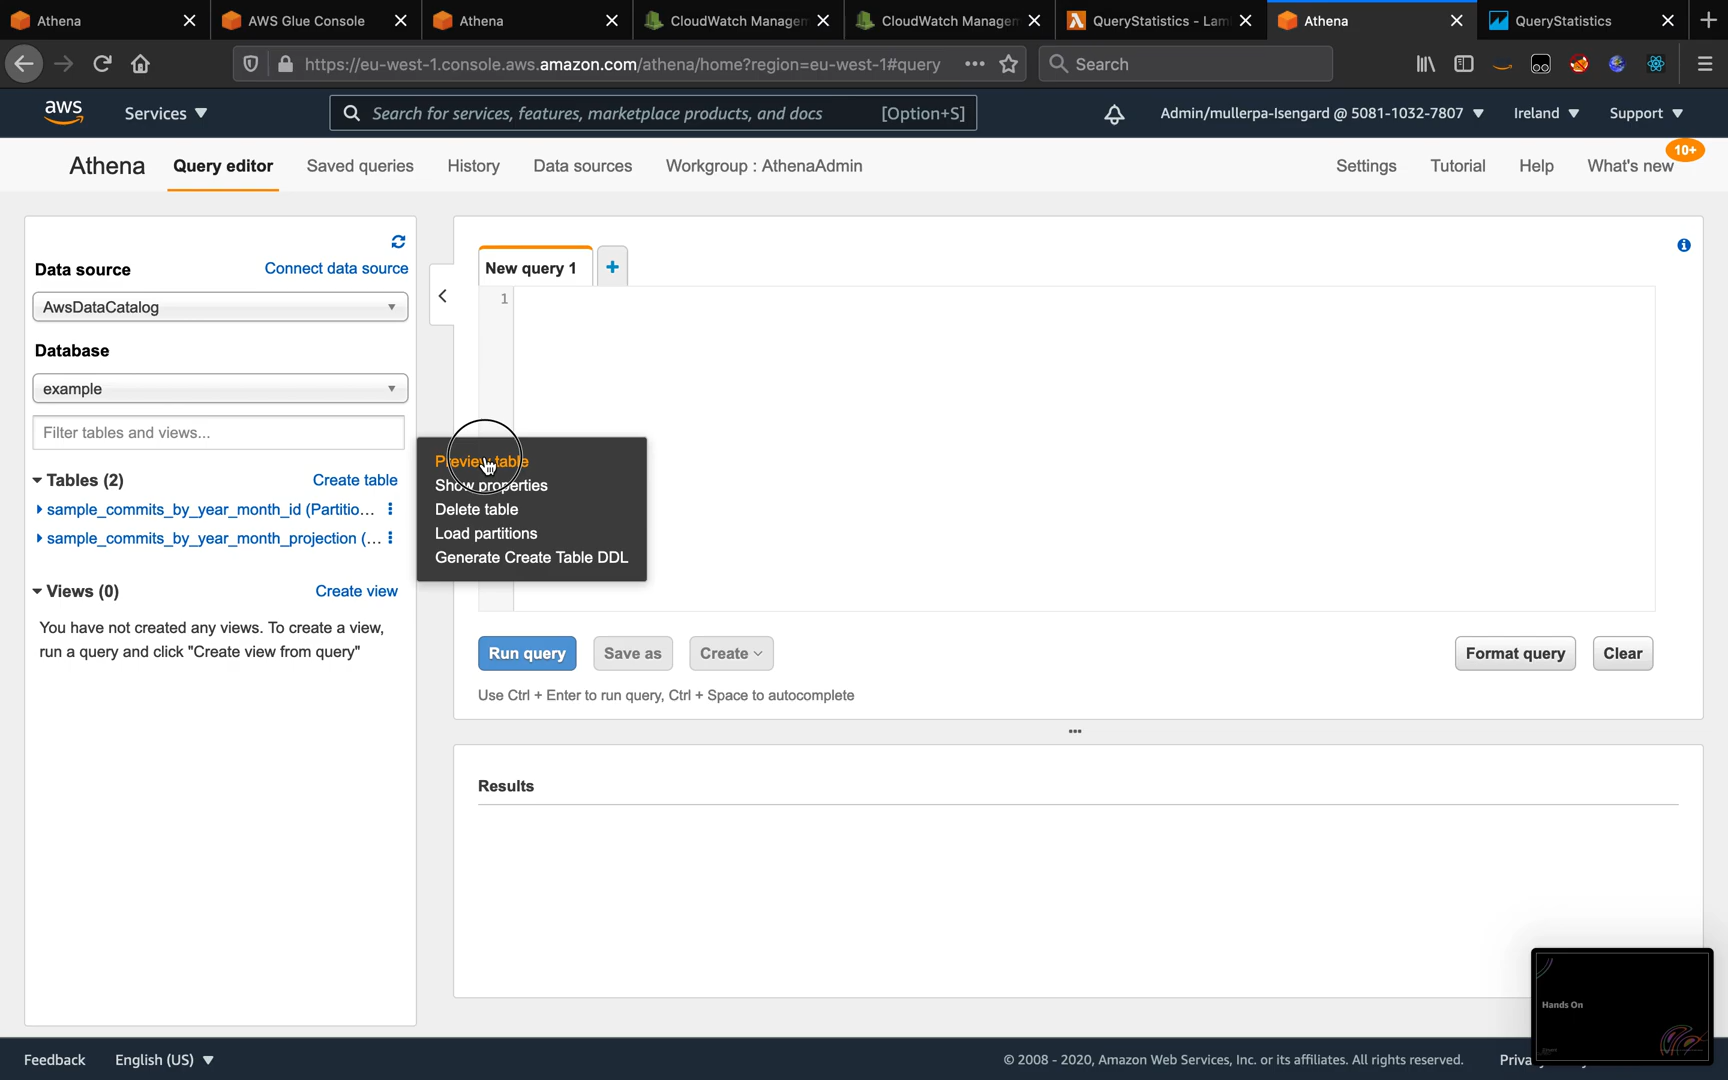 Athena
AWS Glue Console
Athena
CloudWatch Managem
CloudWatch Managem
QueryStatistics - Lam
Athena
QueryStatistics
https://eu-west-1.console.aws.amazon.com/athena/home?region=eu-west-1#query
Search
aws
Services
Search for services, features, marketplace products, and docs
[Option+S]
Admin/mullerpa-Isengard @ 5081-1032-7807
Ireland
Support
Athena
Query editor
Saved queries
History
Data sources
Workgroup : AthenaAdmin
Settings
Tutorial
Help
What's new
10+
Data source
Connect data source
AwsDataCatalog
Database
example
Filter tables and views...
Tables (2)
Create table
sample_commits_by_year_month_id (Partitio...
sample_commits_by_year_month_projection (...
Views (0)
Create view
You have not created any views. To create a view,
run a query and click "Create view from query"
New query 1
1
Preview table
Show properties
Delete table
Load partitions
Generate Create Table DDL
Run query
Save as
Create
Format query
Clear
Use Ctrl + Enter to run query, Ctrl + Space to autocomplete
Results
Hands On
Feedback
English (US)
© 2008 - 2020, Amazon Web Services, Inc. or its affiliates. All rights reserved.